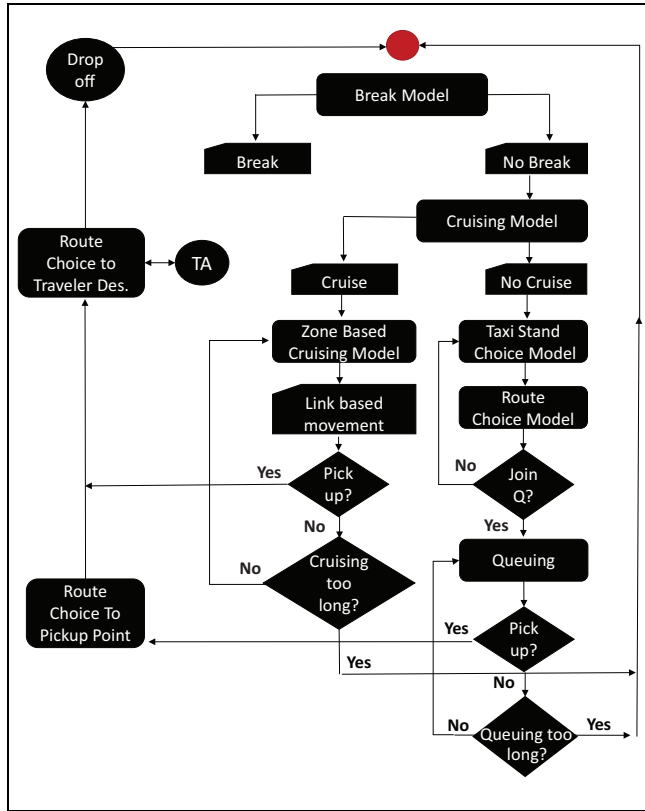 Drop
off
Break Model
Break
No Break
Route
Choice to
Traveler Des.
TA
Cruising Model
Cruise
No Cruise
Zone Based
Cruising Model
Taxi Stand
Choice Model
Link based
movement
Route
Choice Model
Yes
Pick
up?
No
Join
Q?
No
Yes
No
Cruising
too
long?
Queuing
Route
Choice To
Pickup Point
Yes
Pick
up?
Yes
No
No
Queuing too
long?
Yes